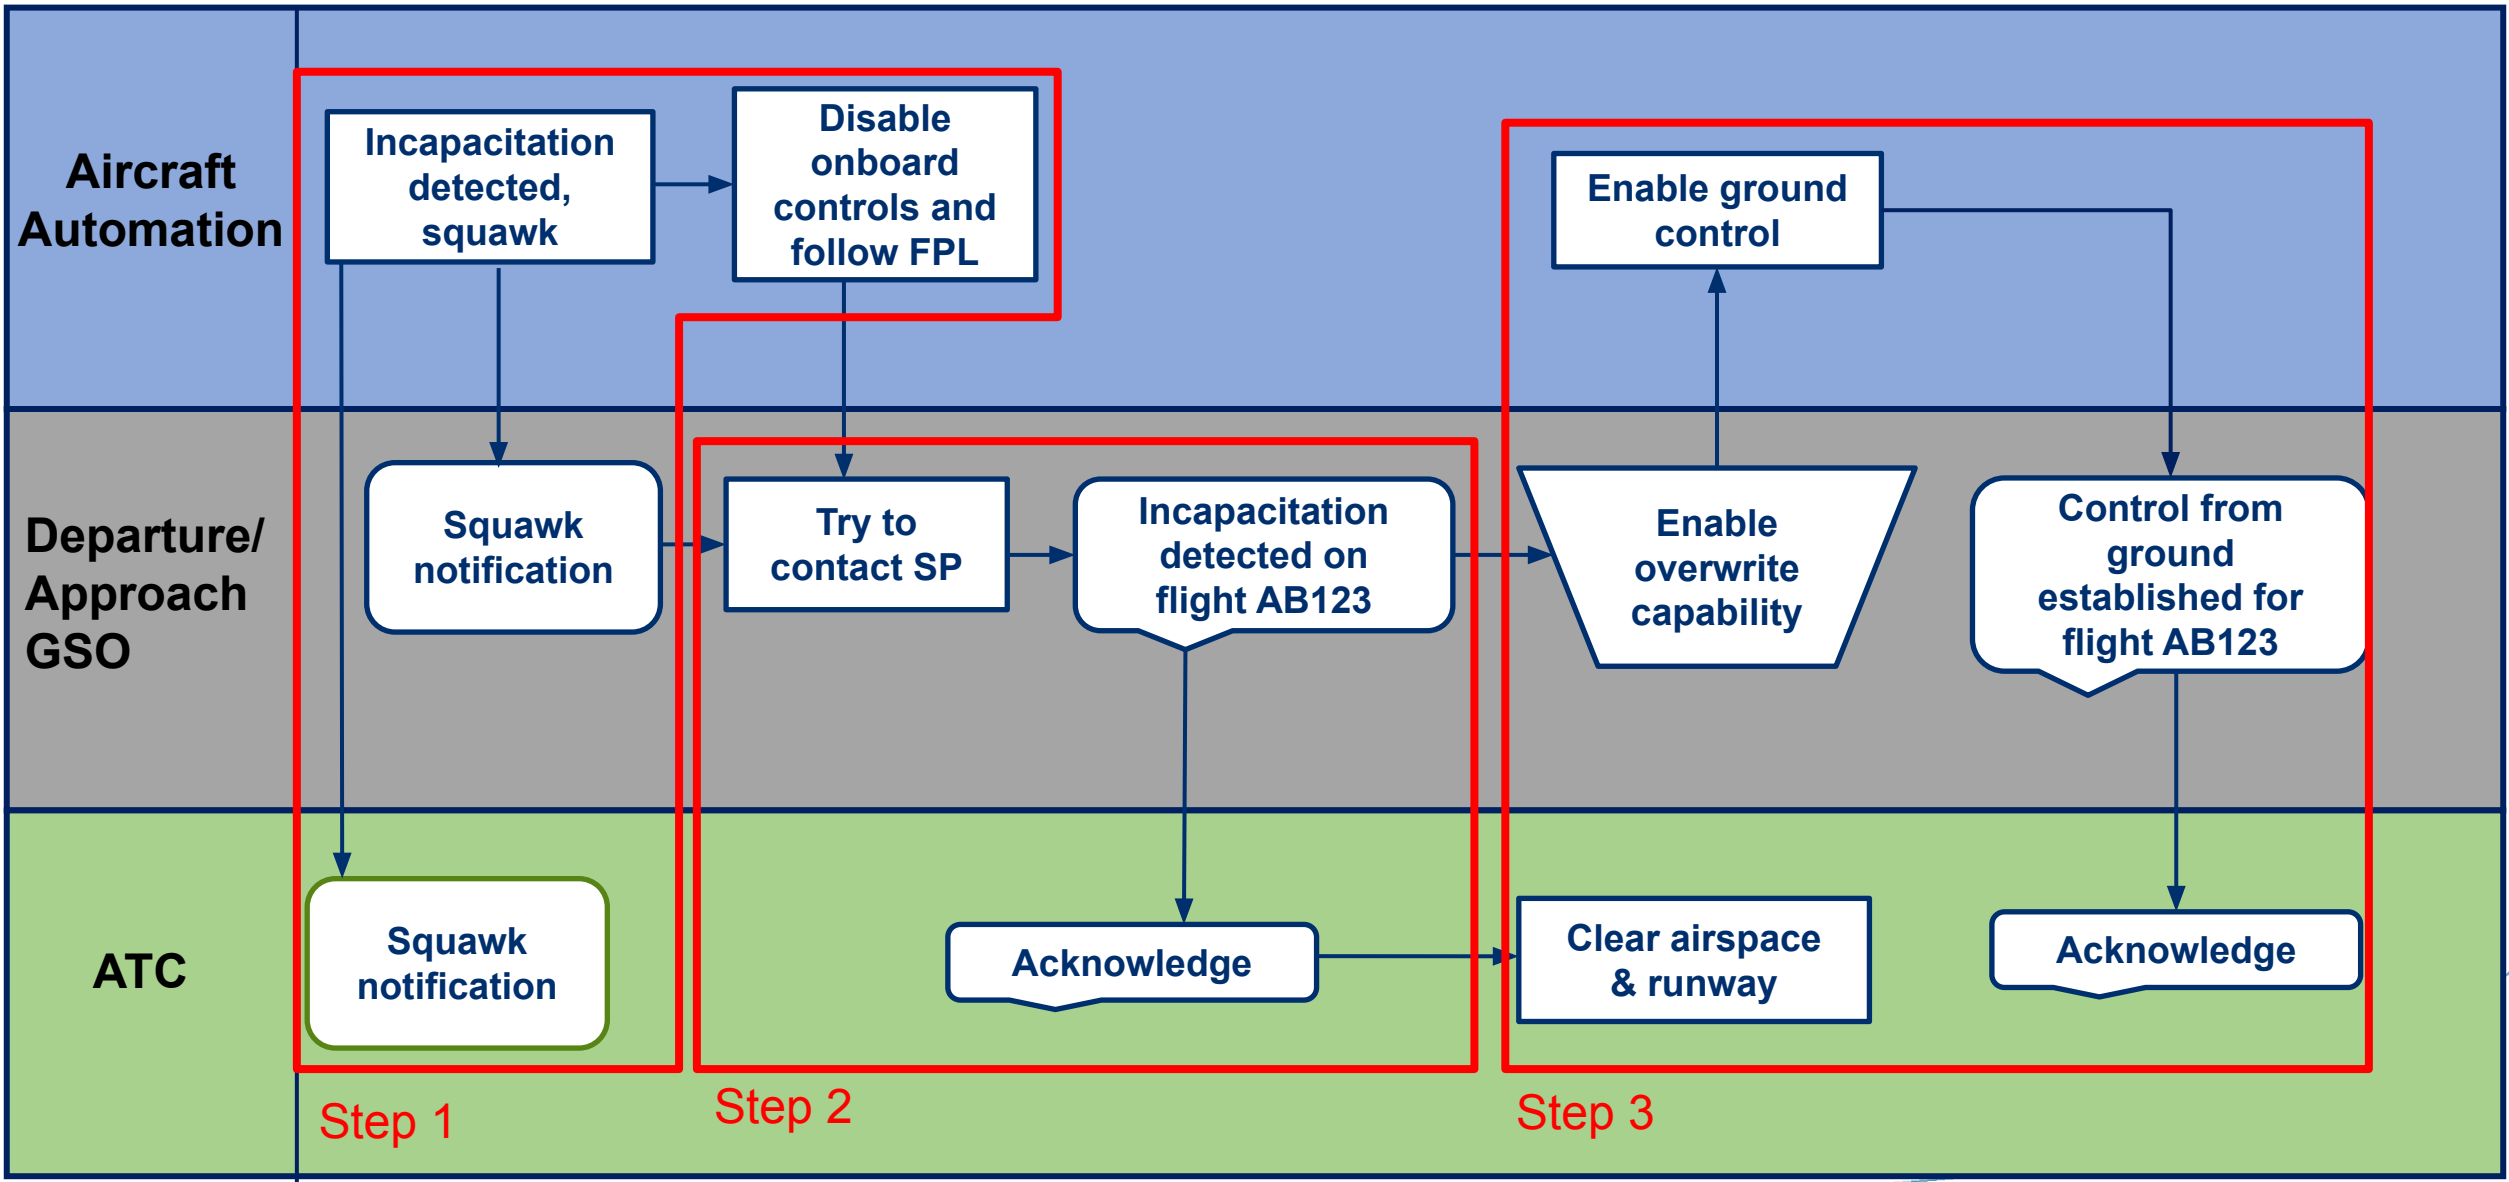 Aircraft
Automation
Incapacitation
detected,
squawk
Disable
onboard
controls and
follow FPL
Enable ground
control
Departure/
Approach
GSO
Squawk
notification
Try to
contact SP
Incapacitation
detected on
flight AB123
Enable
overwrite
capability
Control from
ground
established for
flight AB123
ATC
Squawk
notification
Acknowledge
Clear airspace
& runway
Acknowledge
Step 1
Step 2
Step 3